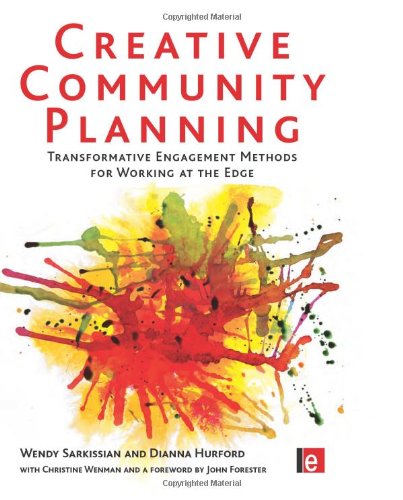 Copyrighted Material
CREATIVE
COMMUNITY
PLANNING
TRANSFORMATIVE ENGAGEMENT METHODS
FOR WORKING AT THE EDGE
WENDY SARKISSIAN AND DIANNA HURFORD
WITH CHRISTINE WENMAN AND A FOREWORD BY JOHN FORESTER
e
Copyrighted Material